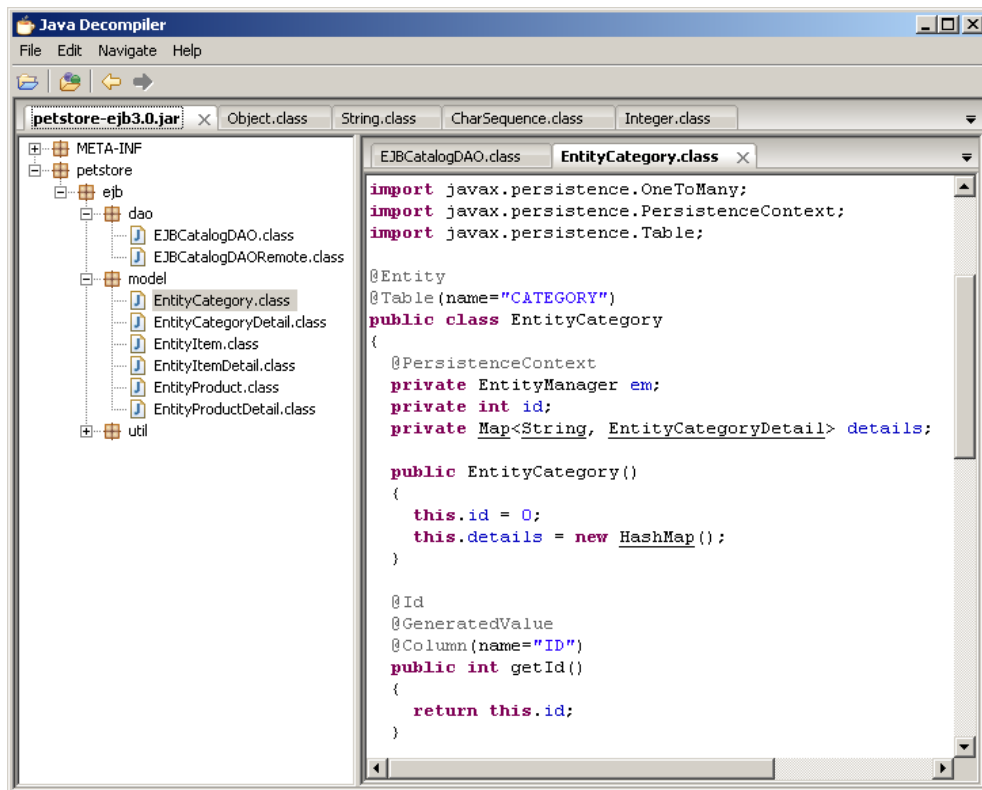 Java Decompiler
File Edit Navigate Help
petstore-ejb3.0.jar Object.class String.class CharSequence.class Integer.class
META-INF
petstore
ejb
dao
EJBCatalogDAO.class
EJBCatalogDAORemote.class
model
EntityCategory.class
EntityCategoryDetail.class
EntityItem.class
EntityItemDetail.class
EntityProduct.class
EntityProductDetail.class
util
EJBCatalogDAO.class EntityCategory.class
import javax.persistence.OneToMany;
import javax.persistence.PersistenceContext;
import javax.persistence.Table;
@Entity
@Table(name="CATEGORY")
public class EntityCategory
{
@PersistenceContext
private EntityManager em;
private int id;
private Map<String, EntityCategoryDetail> details;
public EntityCategory()
{
this.id = 0;
this.details = new HashMap();
}
@Id
@GeneratedValue
@Column(name="ID")
public int getId()
{
return this.id;
}